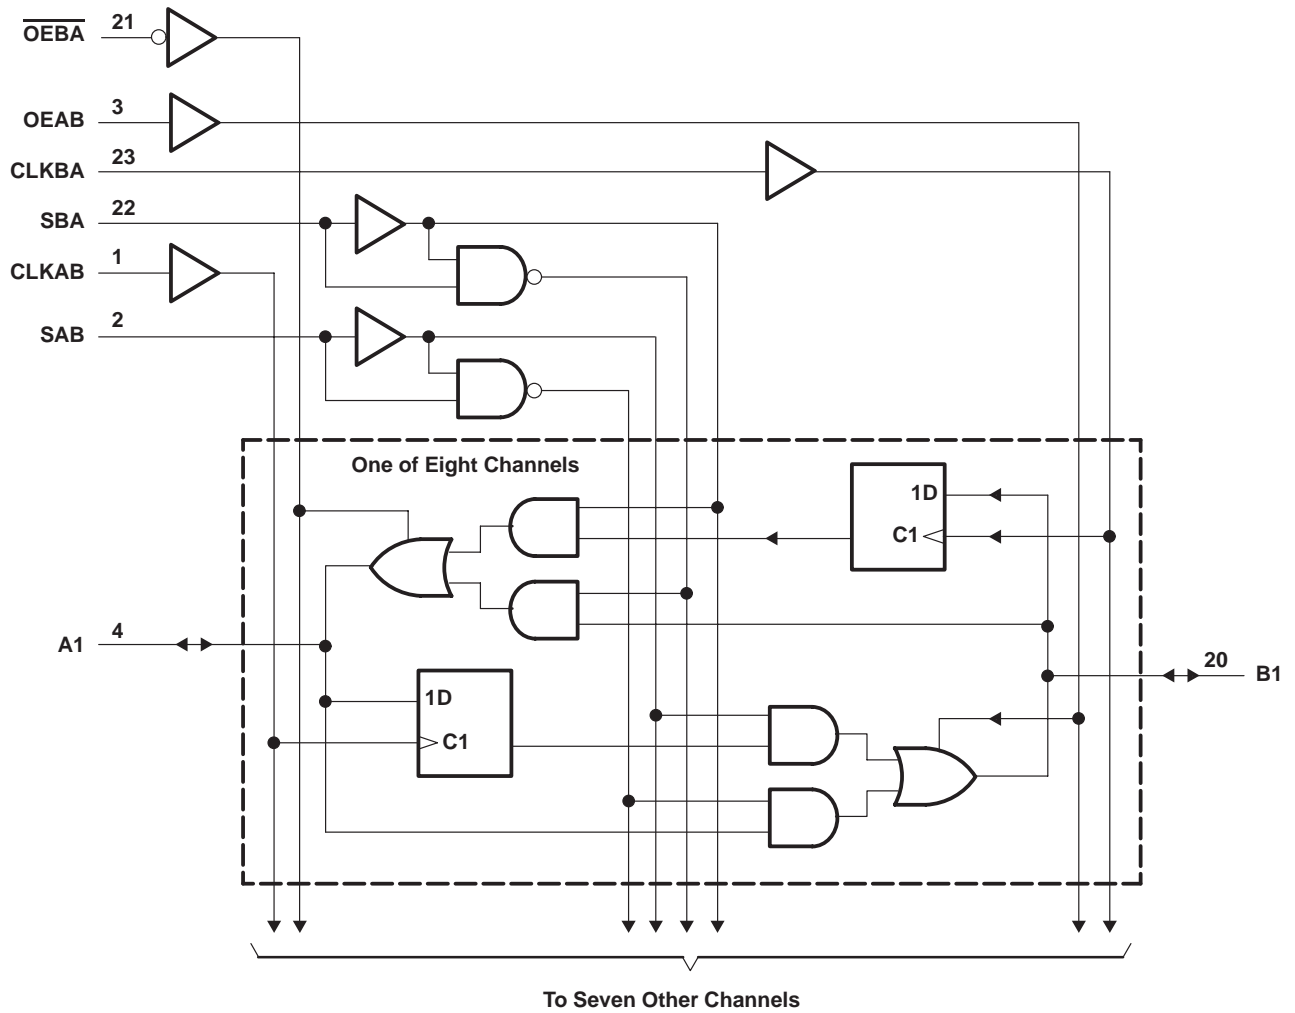 OEBA 21
OEAB 3
CLKBA 23
SBA 22
CLKAB 1
SAB 2
One of Eight Channels
1D
C1
A1 4
20 B1
1D
C1
To Seven Other Channels